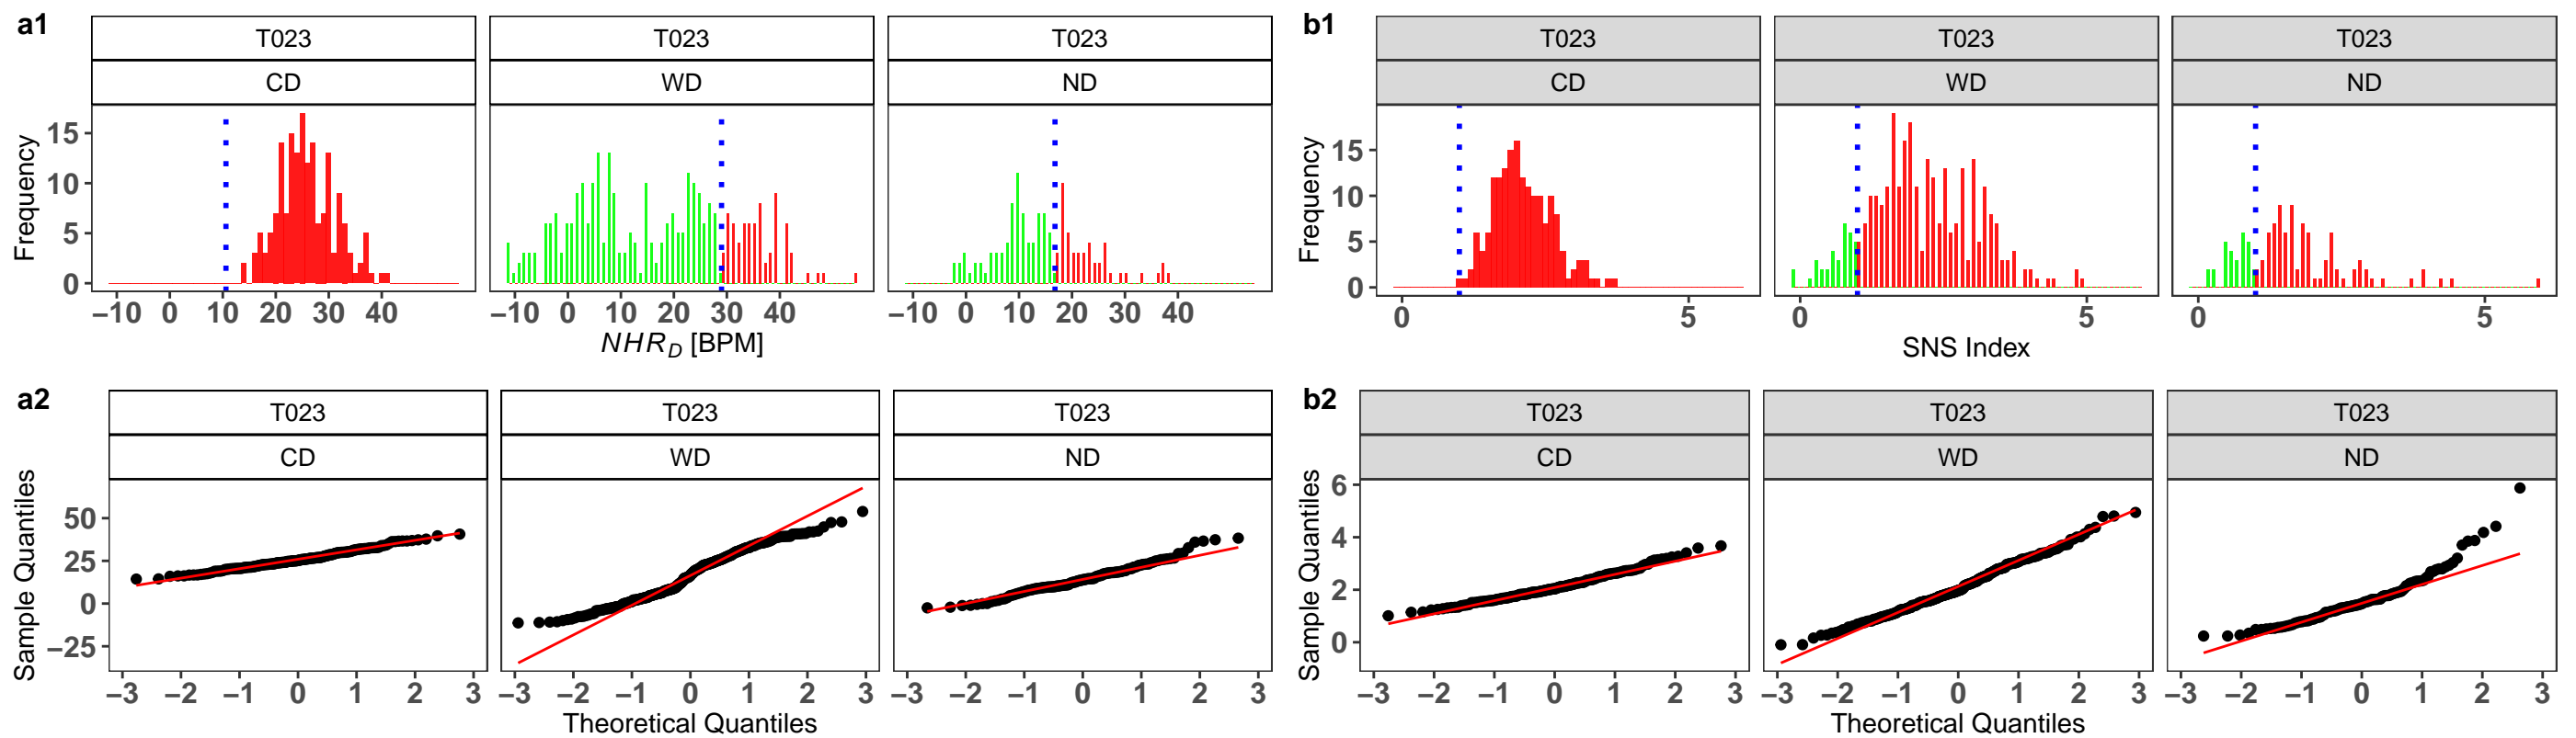 a1
T023 T023 T023
CD WD ND
Frequency
15
10
5
0
−10 0 10 20 30 40 −10 0 10 20 30 40 −10 0 10 20 30 40
NHR_D [BPM]
b1
T023 T023 T023
CD WD ND
Frequency
15
10
5
0
0 5 0 5 0 5
SNS Index
a2
T023 T023 T023
CD WD ND
Sample Quantiles
50
25
0
−25
−3 −2 −1 0 1 2 3 −3 −2 −1 0 1 2 3 −3 −2 −1 0 1 2 3
Theoretical Quantiles
b2
T023 T023 T023
CD WD ND
Sample Quantiles
6
4
2
0
−3 −2 −1 0 1 2 3 −3 −2 −1 0 1 2 3 −3 −2 −1 0 1 2 3
Theoretical Quantiles